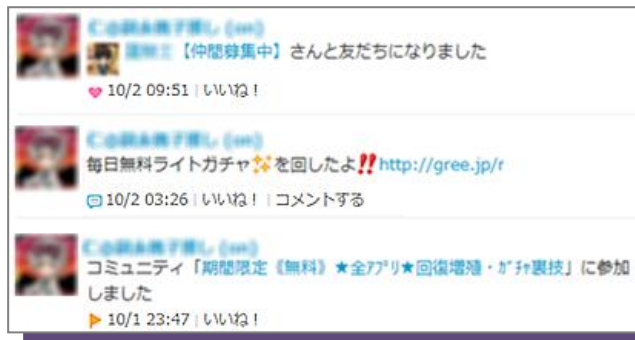 【仲間募集中】さんと友だちになりました
10/2 09:51 | いいね！
毎日無料ライトガチャ✨を回したよ‼http://gree.jp/r
10/2 03:26 | いいね！ | コメントする
コミュニティ「期間限定《無料》★全ｱﾌﾟﾘ★回復増殖・ｶﾞﾁｬ裏技」に参加
しました
10/1 23:47 | いいね！